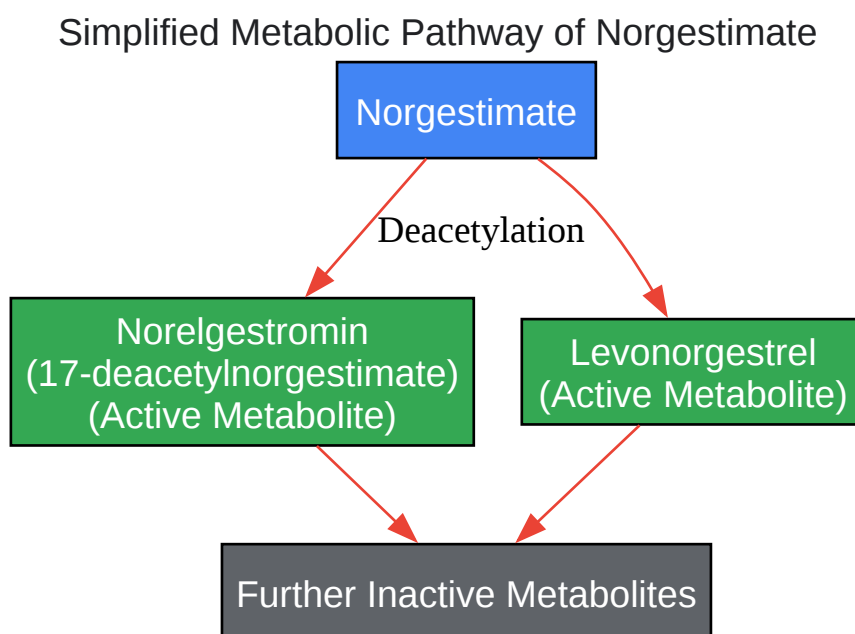 Simplified Metabolic Pathway of Norgestimate
Norgestimate
Deacetylation
Norelgestromin
(17-deacetylnorgestimate)
(Active Metabolite)
Levonorgestrel
(Active Metabolite)
Further Inactive Metabolites